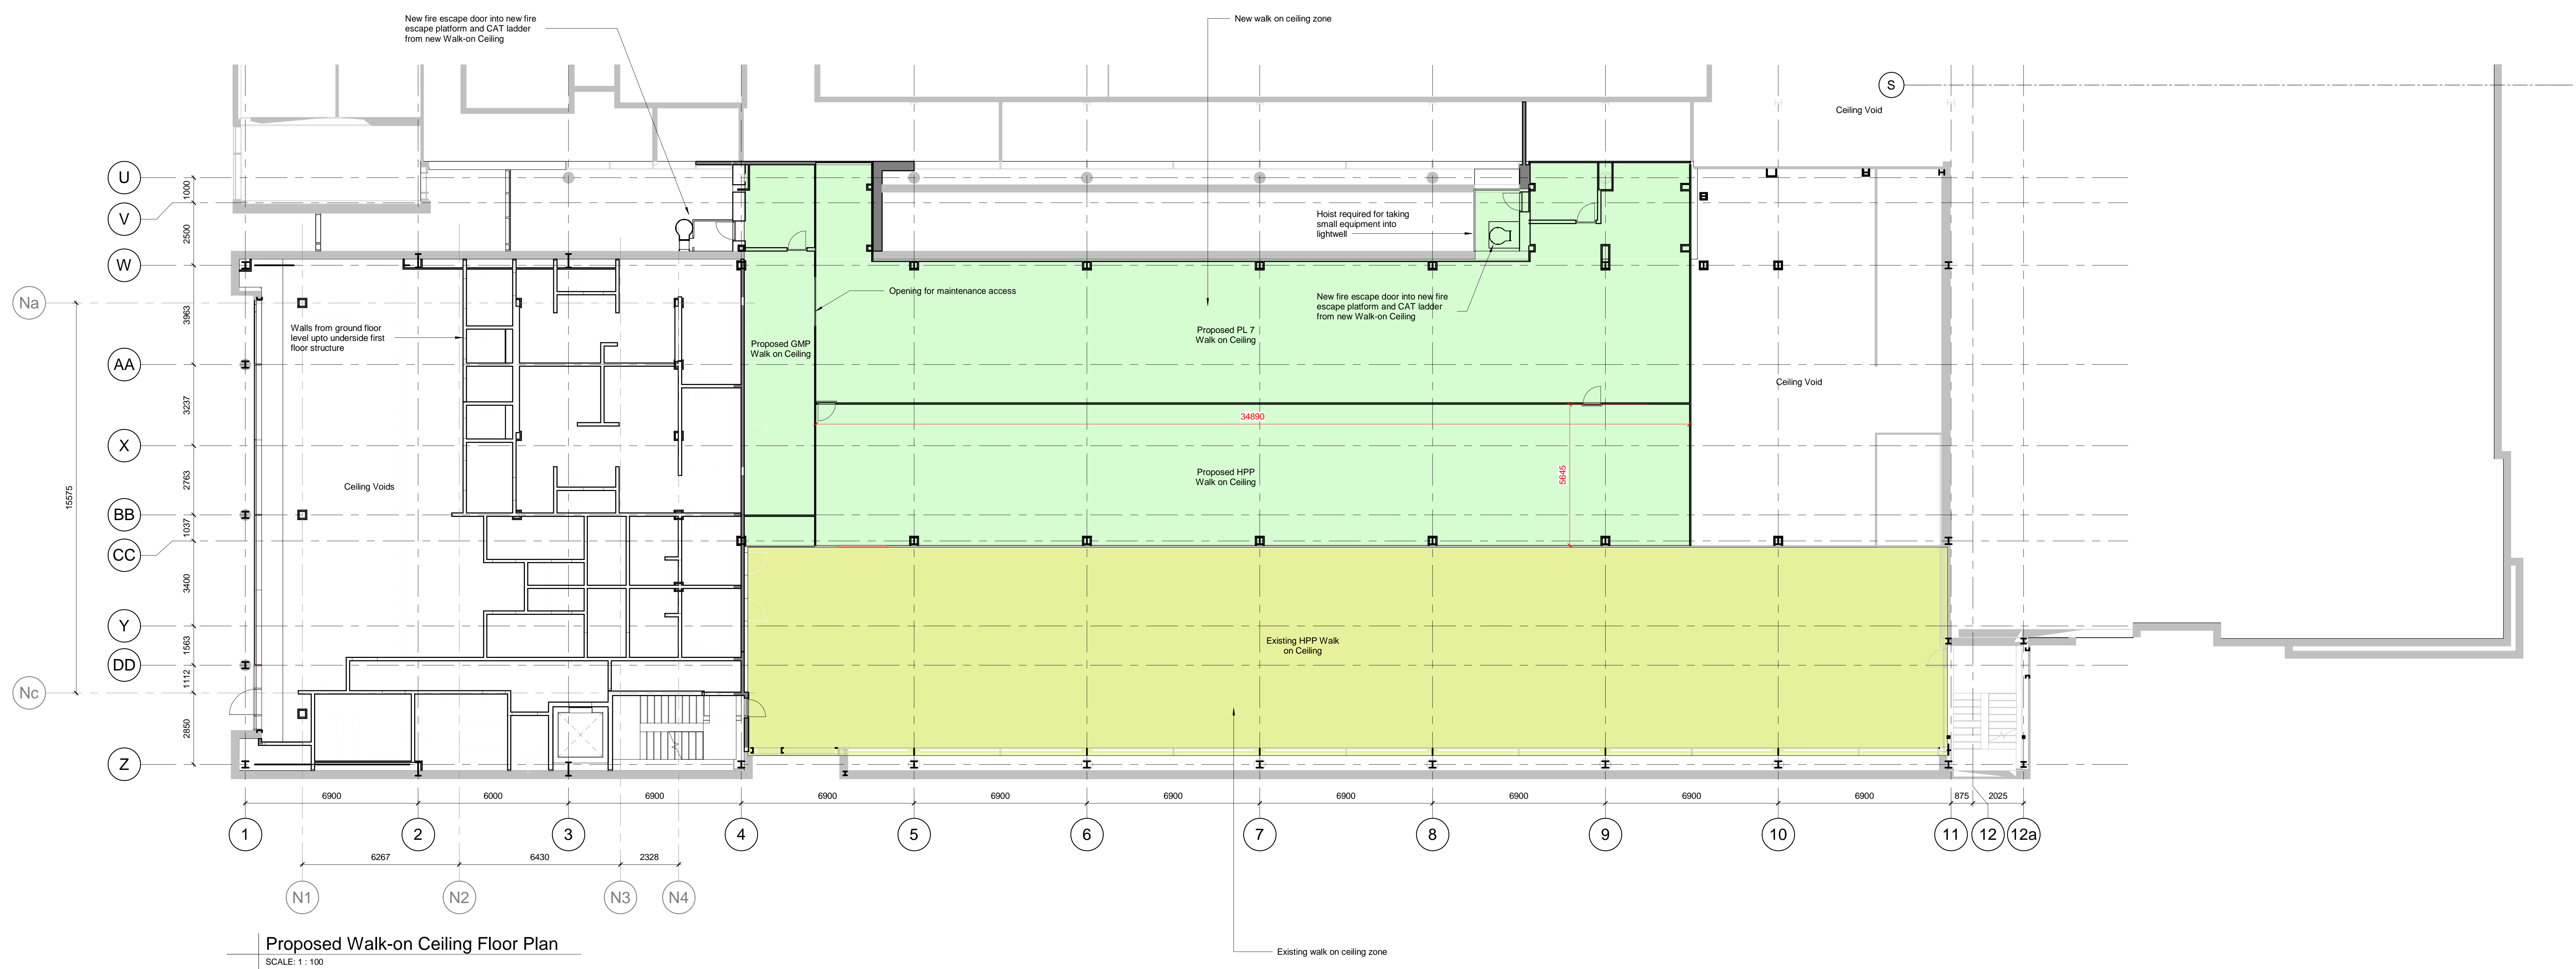 New fire escape door into new fire
escape platform and CAT ladder
from new Walk-on Ceiling
New walk on ceiling zone
S
Ceiling Void
U
1000
V
2500
W
Na
3963
AA
3237
X
2763
15575
BB
1037
CC
3400
Y
1563
DD
1112
Nc
2850
Z
Walls from ground floor
level upto underside first
floor structure
Ceiling Voids
Opening for maintenance access
Proposed GMP
Walk on Ceiling
Hoist required for taking
small equipment into
lightwell
New fire escape door into new fire
escape platform and CAT ladder
from new Walk-on Ceiling
Proposed PL 7
Walk on Ceiling
Ceiling Void
34890
5645
Proposed HPP
Walk on Ceiling
Existing HPP Walk
on Ceiling
6900 6000 6900 6900 6900 6900 6900 6900 6900 6900 875 2025
1 2 3 4 5 6 7 8 9 10 11 12 12a
6267 6430 2328
N1 N2 N3 N4
Existing walk on ceiling zone
Proposed Walk-on Ceiling Floor Plan
SCALE: 1 : 100